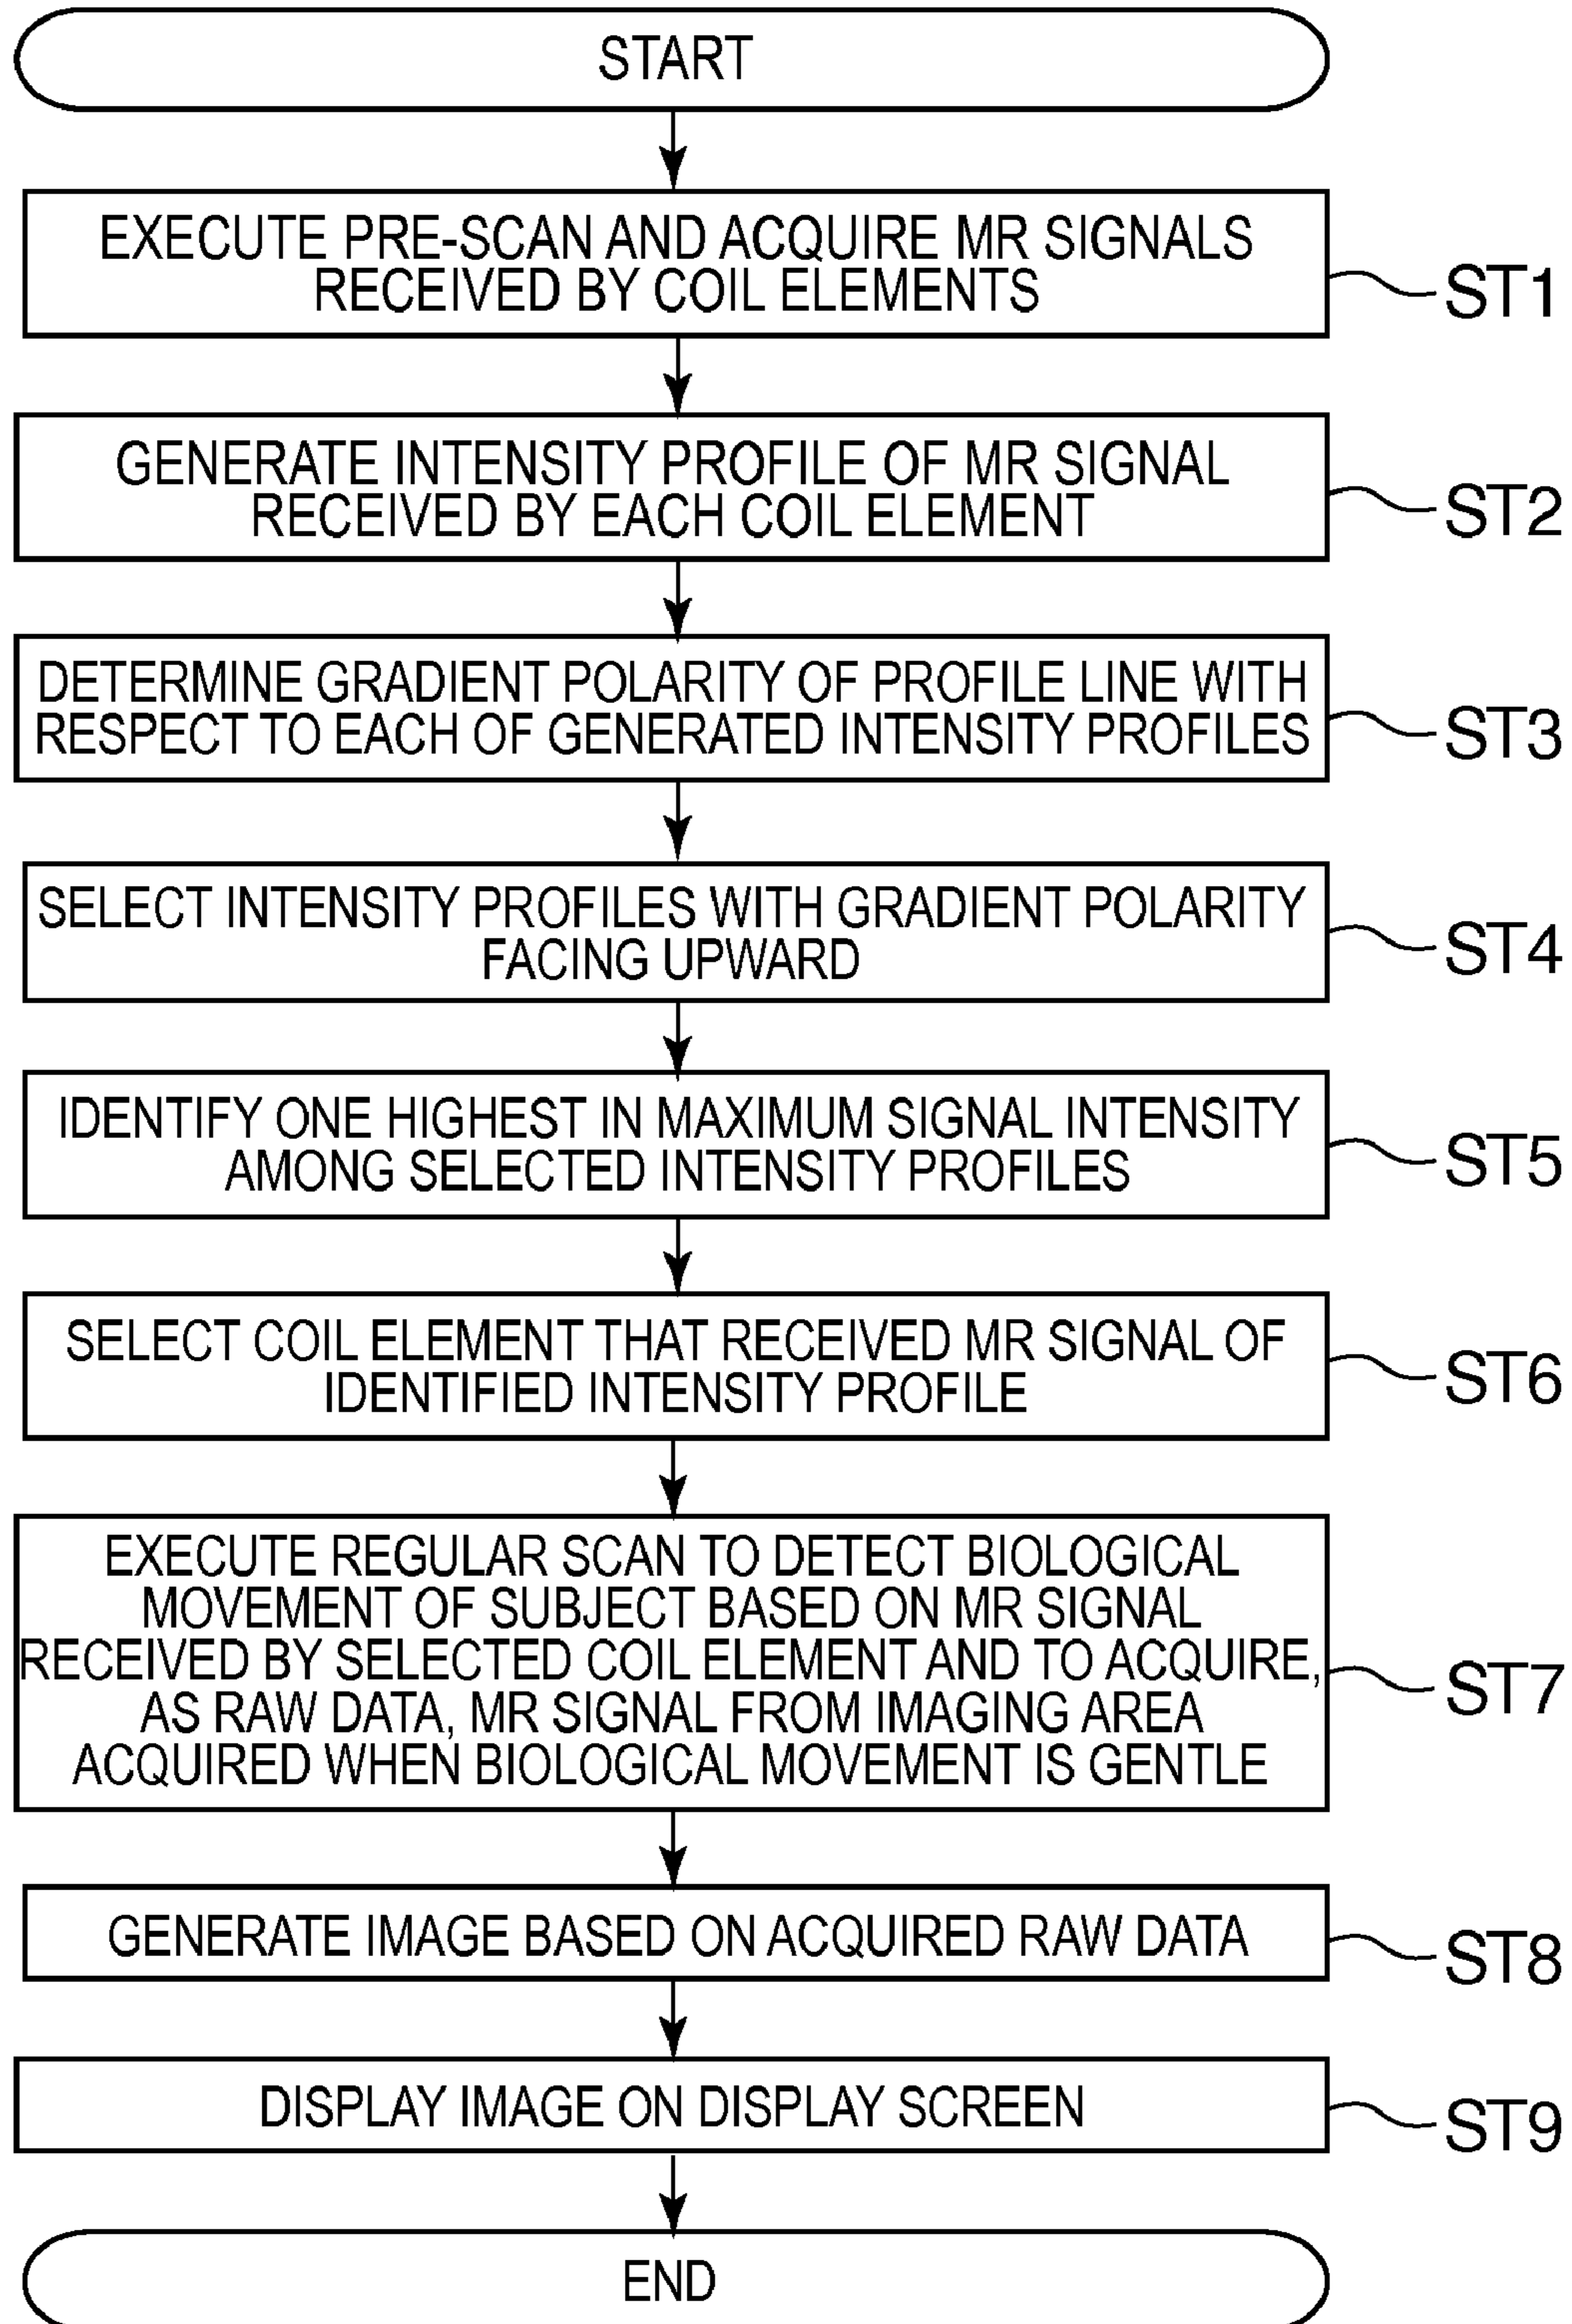 START
EXECUTE PRE-SCAN AND ACQUIRE MR SIGNALS
RECEIVED BY COIL ELEMENTS
ST1
GENERATE INTENSITY PROFILE OF MR SIGNAL
RECEIVED BY EACH COIL ELEMENT
ST2
DETERMINE GRADIENT POLARITY OF PROFILE LINE WITH
RESPECT TO EACH OF GENERATED INTENSITY PROFILES
ST3
SELECT INTENSITY PROFILES WITH GRADIENT POLARITY
FACING UPWARD
ST4
IDENTIFY ONE HIGHEST IN MAXIMUM SIGNAL INTENSITY
AMONG SELECTED INTENSITY PROFILES
ST5
SELECT COIL ELEMENT THAT RECEIVED MR SIGNAL OF
IDENTIFIED INTENSITY PROFILE
ST6
EXECUTE REGULAR SCAN TO DETECT BIOLOGICAL
MOVEMENT OF SUBJECT BASED ON MR SIGNAL
RECEIVED BY SELECTED COIL ELEMENT AND TO ACQUIRE,
AS RAW DATA, MR SIGNAL FROM IMAGING AREA
ACQUIRED WHEN BIOLOGICAL MOVEMENT IS GENTLE
ST7
GENERATE IMAGE BASED ON ACQUIRED RAW DATA
ST8
DISPLAY IMAGE ON DISPLAY SCREEN
ST9
END